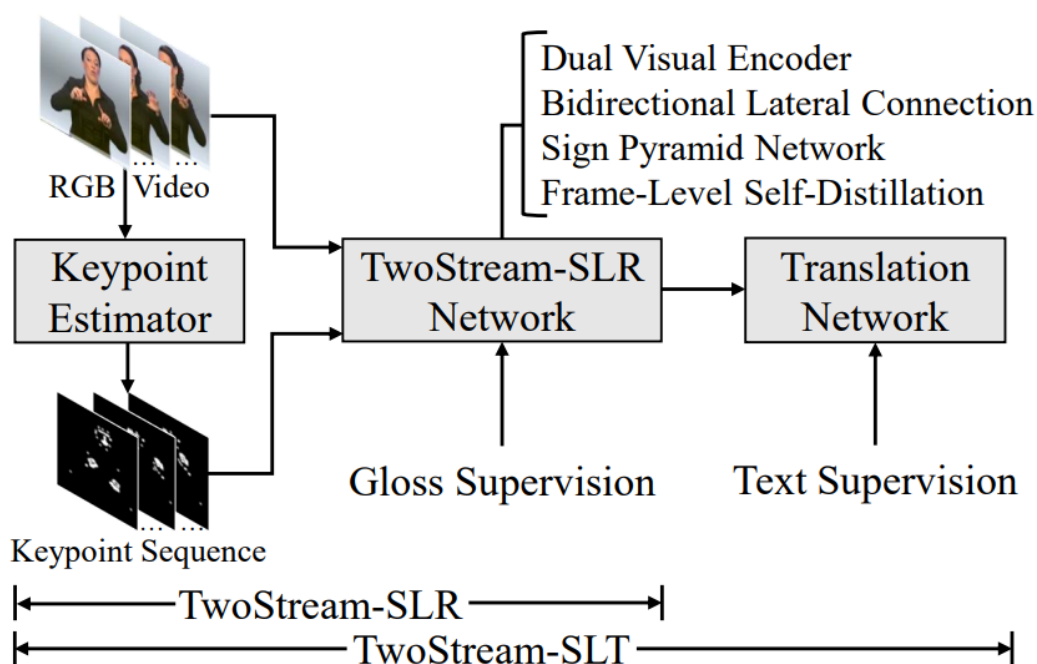 Dual Visual Encoder
Bidirectional Lateral Connection
Sign Pyramid Network
Frame-Level Self-Distillation
RGB Video
Keypoint
Estimator
TwoStream-SLR
Network
Translation
Network
Gloss Supervision
Text Supervision
Keypoint Sequence
TwoStream-SLR
TwoStream-SLT